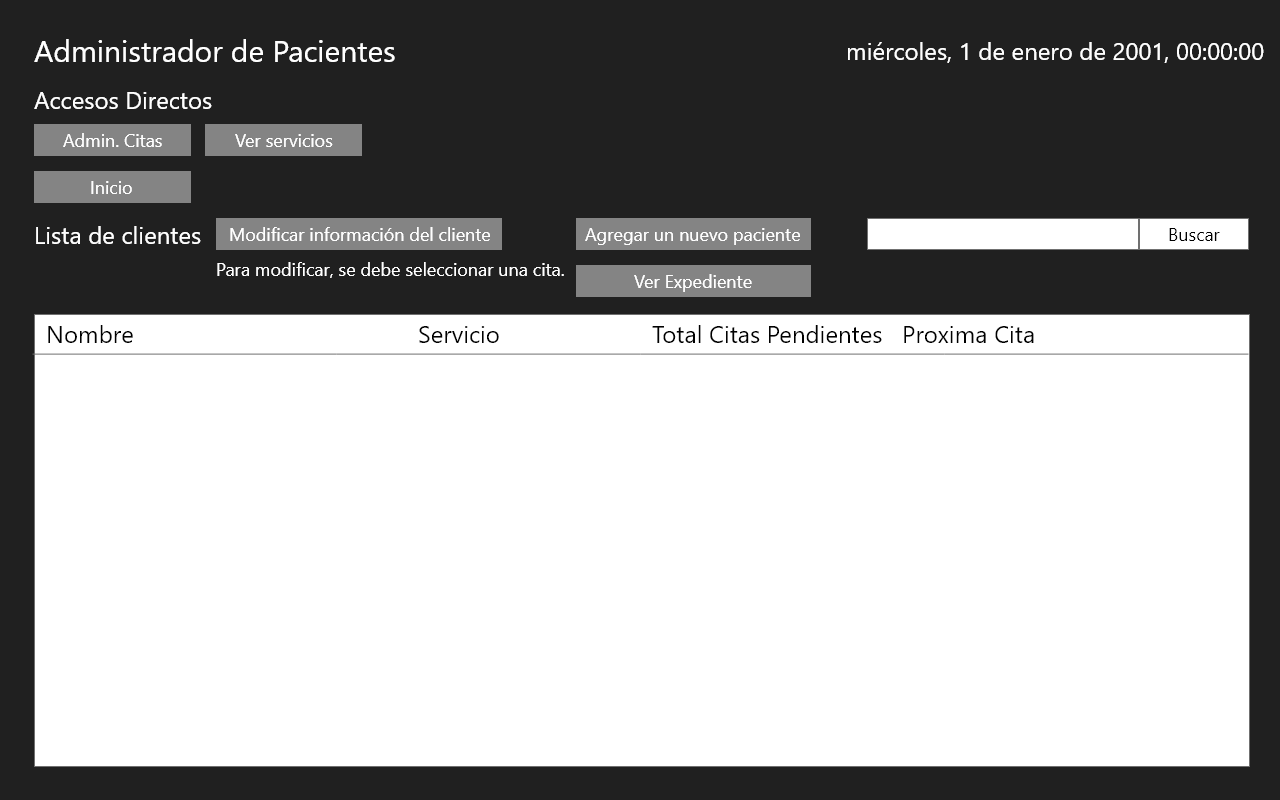 Administrador de Pacientes
miércoles, 1 de enero de 2001, 00:00:00
Accesos Directos
Admin. Citas
Ver servicios
Inicio
Lista de clientes
Modificar información del cliente
Agregar un nuevo paciente
Buscar
Para modificar, se debe seleccionar una cita.
Ver Expediente
Nombre
Servicio
Total Citas Pendientes
Proxima Cita